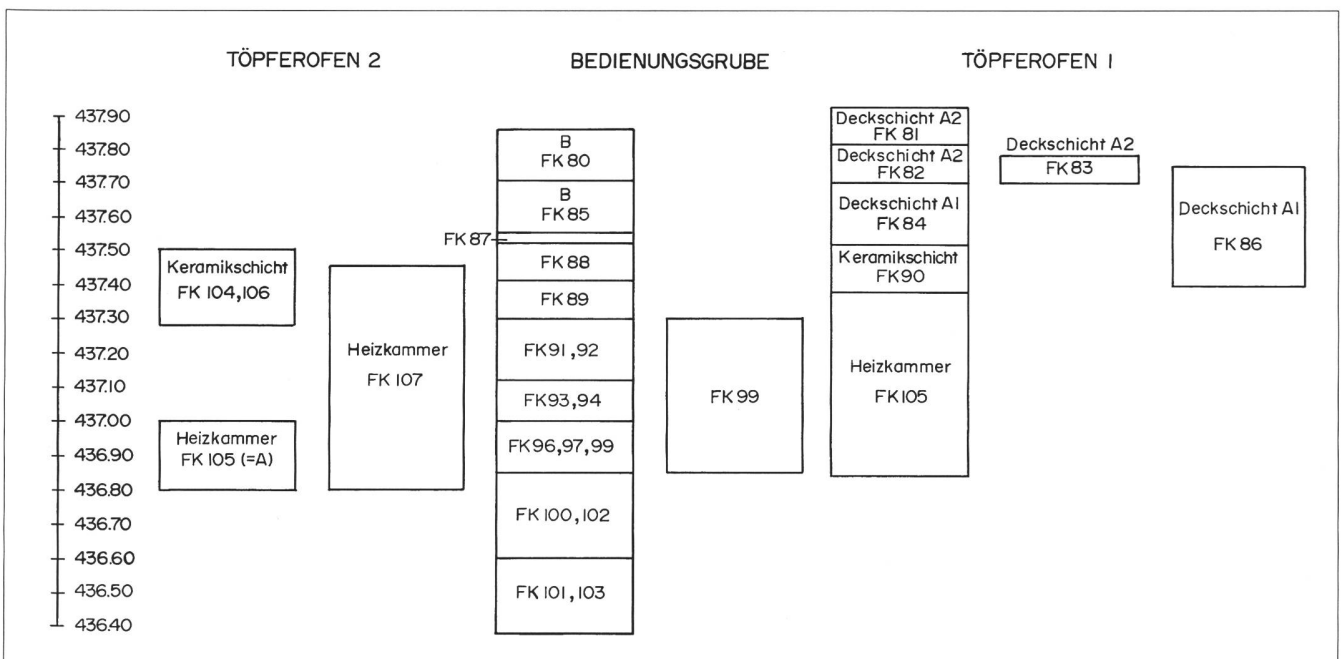 TÖPFEROFEN 2
BEDIENUNGSGRUBE
TÖPFEROFEN 1
437.90
437.80
437.70
437.60
437.50
437.40
437.30
437.20
437.10
437.00
436.90
436.80
436.70
436.60
436.50
436.40
Keramikschicht
FK 104,106
Heizkammer
FK 105 (=A)
Heizkammer
FK 107
B
FK 80
B
FK 85
FK 87
FK 88
FK 89
FK 91,92
FK 93,94
FK 96,97,99
FK 100,102
FK 101,103
FK 99
Deckschicht A2
FK 81
Deckschicht A2
FK 82
Deckschicht A1
FK 84
Keramikschicht
FK 90
Heizkammer
FK 105
Deckschicht A2
FK 83
Deckschicht A1
FK 86